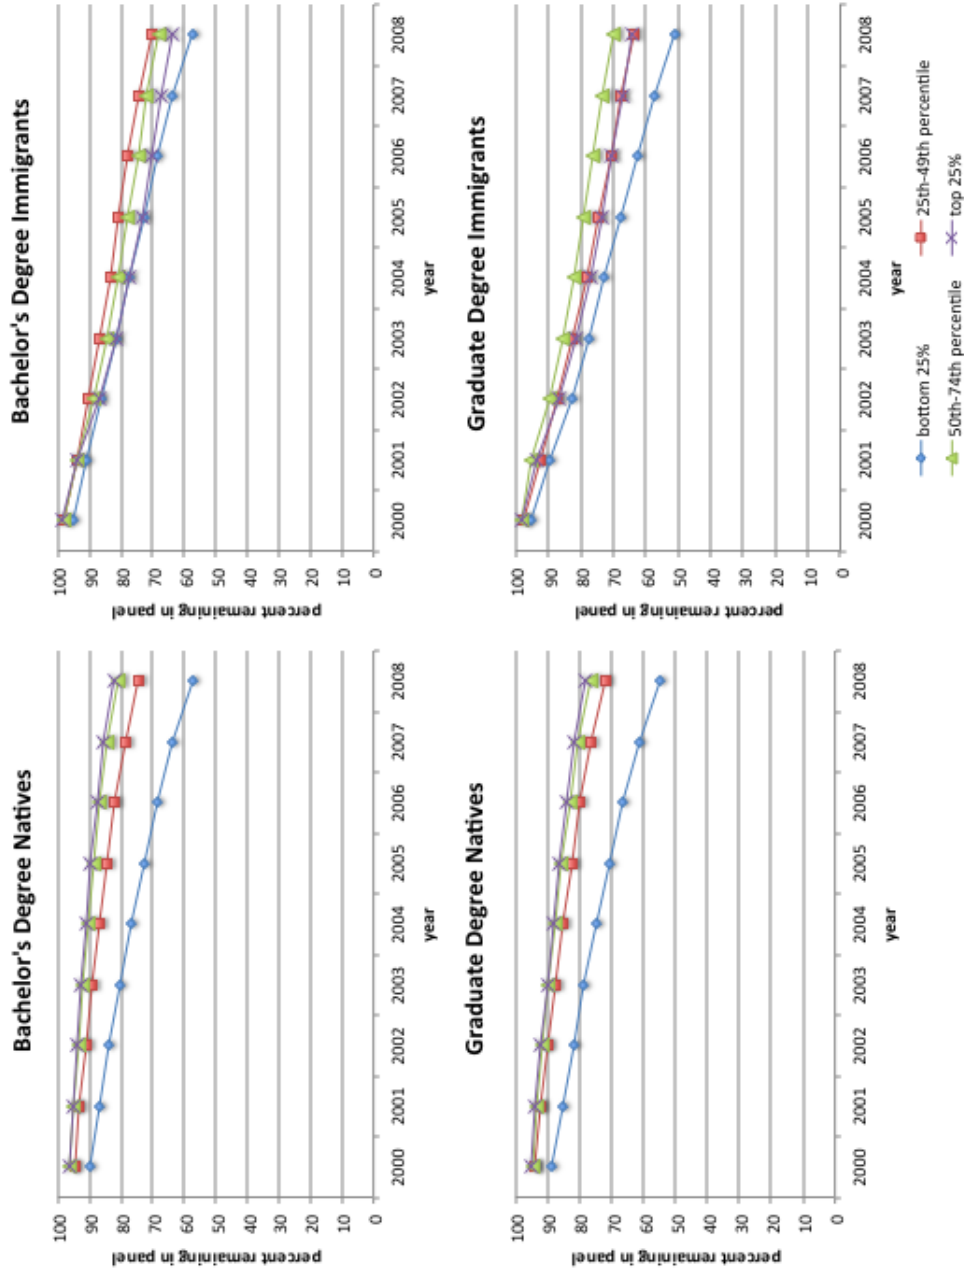 Bachelor's Degree Natives
100
90
80
70
60
50
40
30
20
10
0
percent remaining in panel
2000 2001 2002 2003 2004 2005 2006 2007 2008
year
Bachelor's Degree Immigrants
100
90
80
70
60
50
40
30
20
10
0
percent remaining in panel
2000 2001 2002 2003 2004 2005 2006 2007 2008
year
Graduate Degree Natives
100
90
80
70
60
50
40
30
20
10
0
percent remaining in panel
2000 2001 2002 2003 2004 2005 2006 2007 2008
year
Graduate Degree Immigrants
100
90
80
70
60
50
40
30
20
10
0
percent remaining in panel
2000 2001 2002 2003 2004 2005 2006 2007 2008
year
bottom 25% 25th-49th percentile
50th-74th percentile top 25%